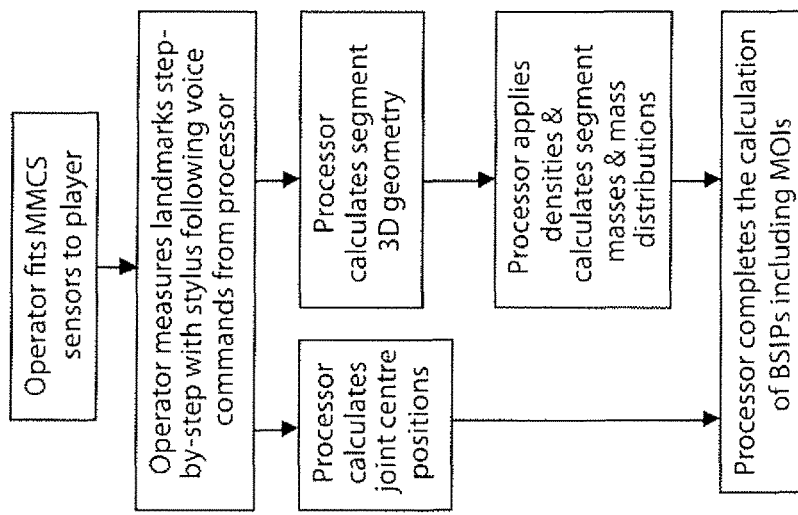 Operator fits MMCS
sensors to player
Operator measures landmarks step-
by-step with stylus following voice
commands from processor
Processor
calculates
joint centre
positions
Processor
calculates segment
3D geometry
Processor applies
densities &
calculates segment
masses & mass
distributions
Processor completes the calculation
of BSIPs including MOIs